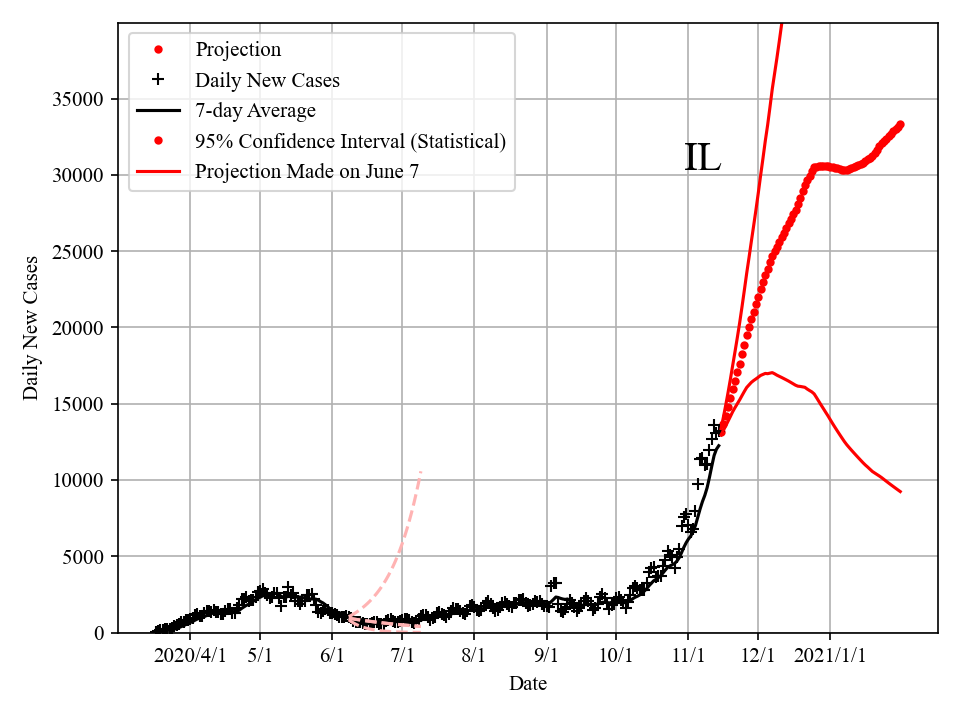 Projection
Daily New Cases
7-day Average
95% Confidence Interval (Statistical)
Projection Made on June 7
IL
35000
30000
25000
20000
15000
10000
5000
0
Daily New Cases
2020/4/1 5/1 6/1 7/1 8/1 9/1 10/1 11/1 12/1 2021/1/1
Date